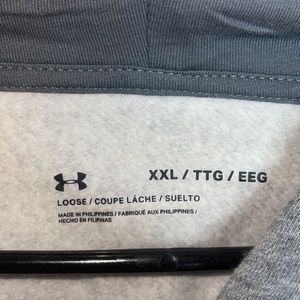 XXL / TTG / EEG
LOOSE / COUPE LÂCHE / SUELTO
MADE IN PHILIPPINES / FABRIQUÉ AUX PHILIPPINES /
HECHO EN FILIPINAS